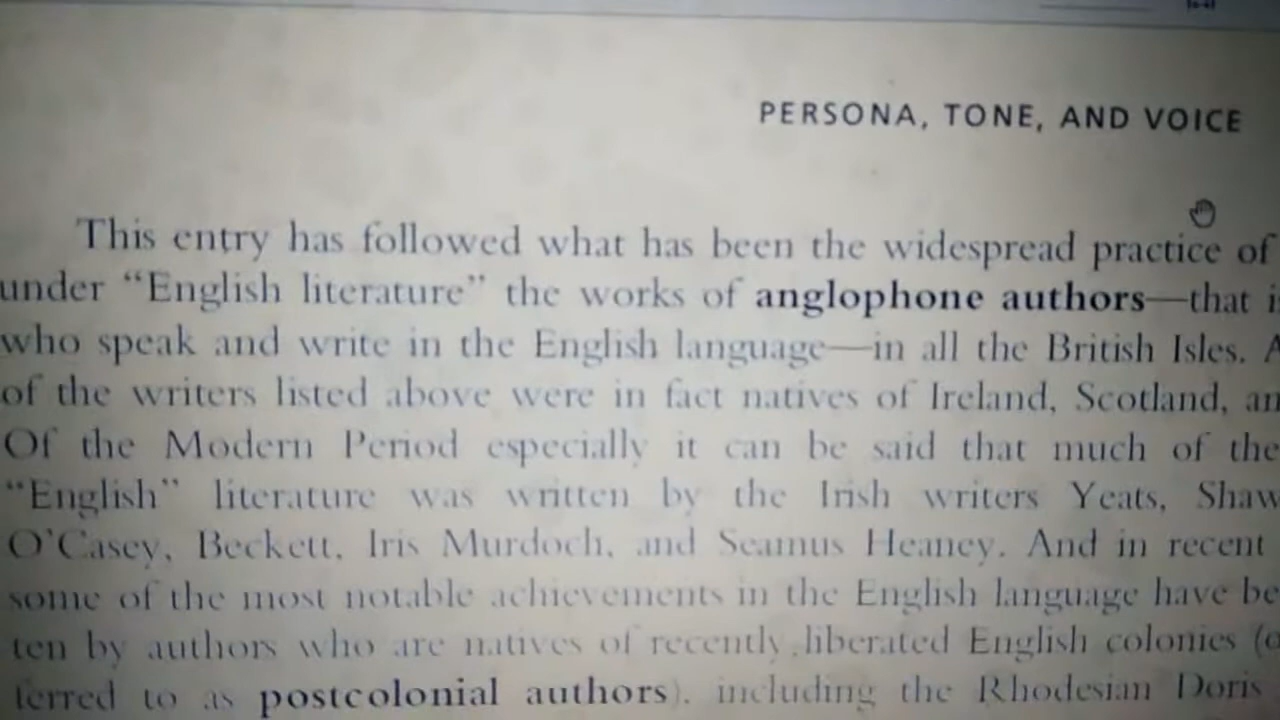 PERSONA, TONE, AND VOICE
This entry has followed what has been the widespread practice of
under “English literature” the works of anglophone authors—that
who speak and write in the English language—in all the British Isles.
of the writers listed above were in fact natives of Ireland, Scotland,
Of the Modern Period especially it can be said that much of the
“English” literature was written by the Irish writers Yeats, Shaw
O’Casey, Beckett, Iris Murdoch, and Seamus Heaney. And in recent
some of the most notable achievements in the English language have
ten by authors who are natives of recently liberated English colonies
ferred to as postcolonial authors), including the Rhodesian Doris